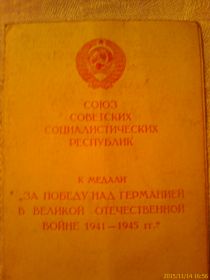 СОЮЗ
СОВЕТСКИХ
СОЦИАЛИСТИЧЕСКИХ
РЕСПУБЛИК
К МЕДАЛИ
„ЗА ПОБЕДУ НАД ГЕРМАНИЕЙ
В ВЕЛИКОЙ ОТЕЧЕСТВЕННОЙ
ВОЙНЕ 1941—1945 гг."
2015/11/14 16:56